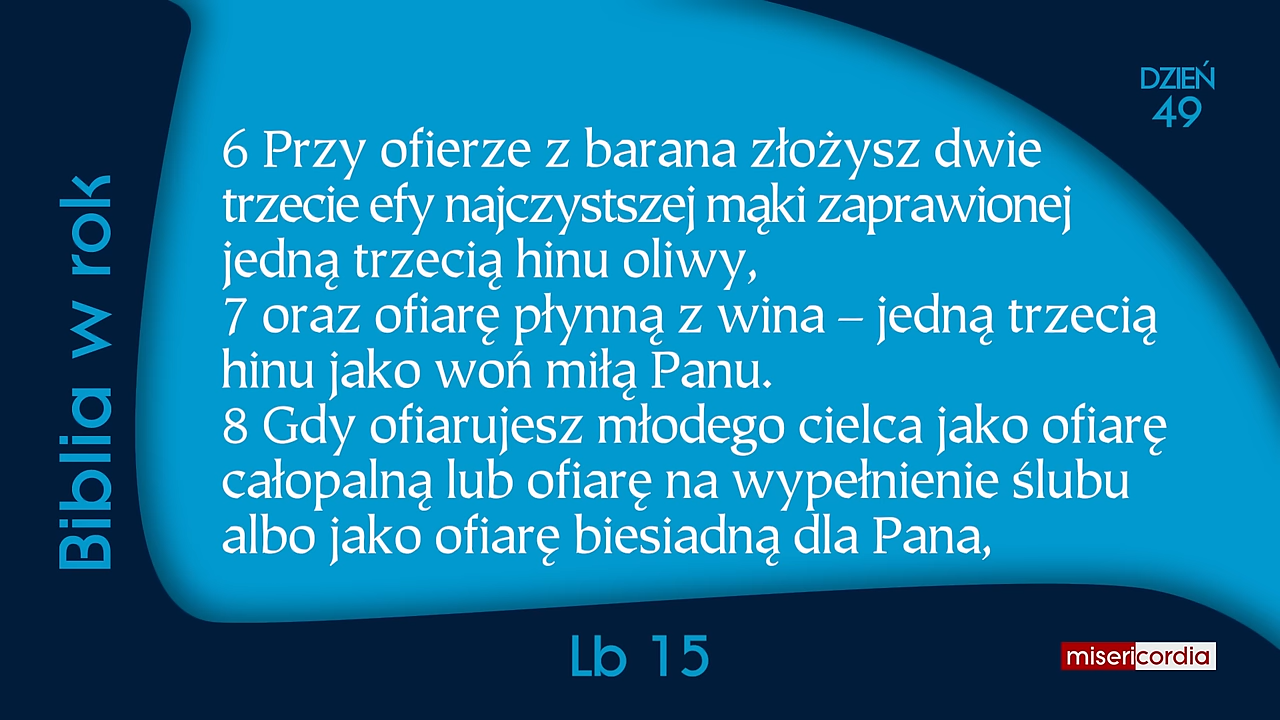 DZIEŃ
49
6 Przy ofierze z barana złożysz dwie
trzecie efy najczystszej mąki zaprawionej
jedną trzecią hinu oliwy,
7 oraz ofiarę płynną z wina – jedną trzecią
hinu jako woń miłą Panu.
8 Gdy ofiarujesz młodego cielca jako ofiarę
całopalną lub ofiarę na wypełnienie ślubu
albo jako ofiarę biesiadną dla Pana,
Biblia w rok
Lb 15
misericordia